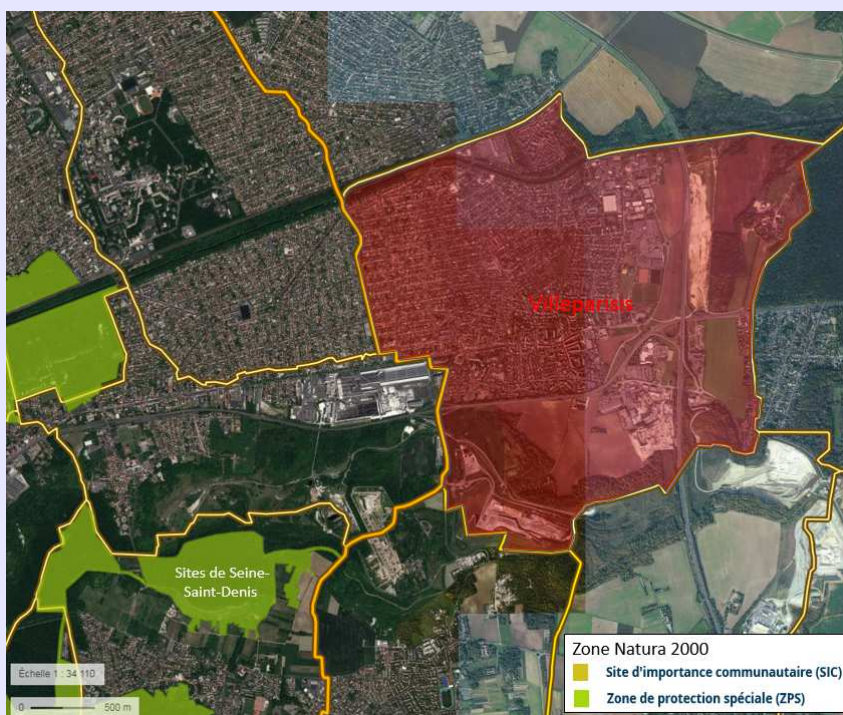 Villeparisis
Sites de Seine-
Saint-Denis
Zone Natura 2000
Site d'importance communautaire (SIC)
Zone de protection spéciale (ZPS)
Échelle 1 : 34 110
0 500 m